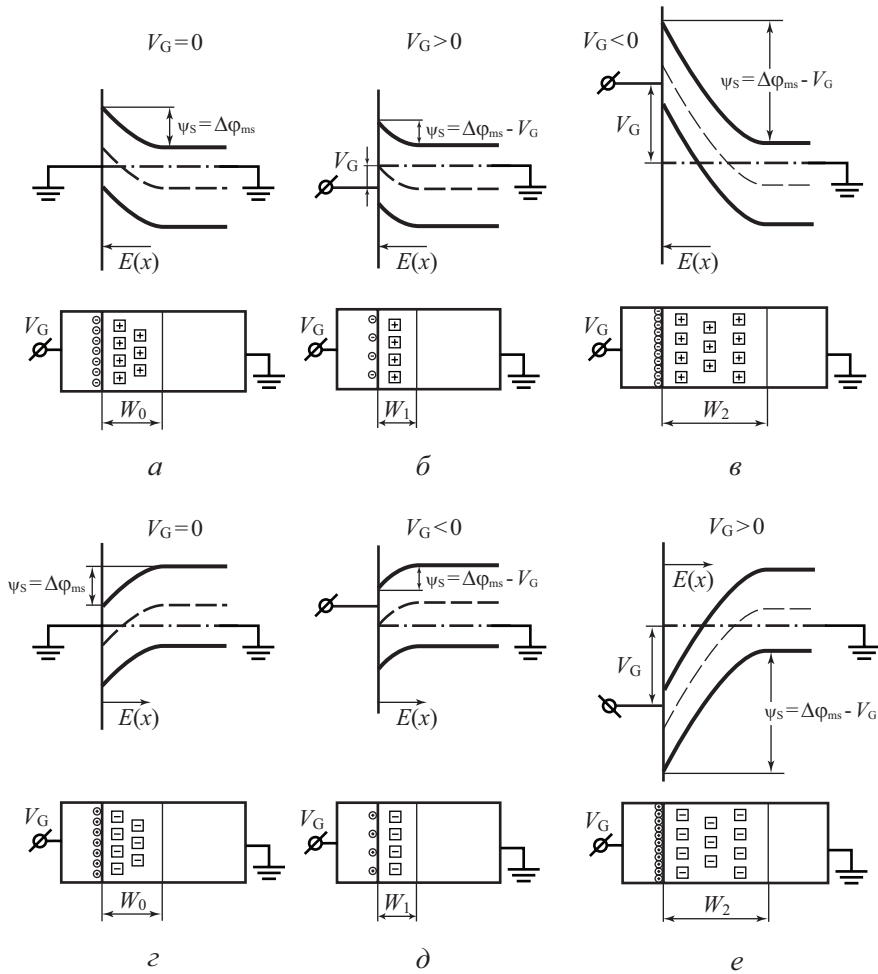 V_G = 0
V_G > 0
V_G < 0
ψ_S = Δφ_ms
ψ_S = Δφ_ms - V_G
ψ_S = Δφ_ms - V_G
V_G
V_G
E(x)
E(x)
E(x)
V_G
V_G
V_G
W_0
W_1
W_2
а
б
в
V_G = 0
V_G < 0
V_G > 0
ψ_S = Δφ_ms
ψ_S = Δφ_ms - V_G
E(x)
V_G
E(x)
E(x)
ψ_S = Δφ_ms - V_G
V_G
V_G
V_G
W_0
W_1
W_2
г
д
е